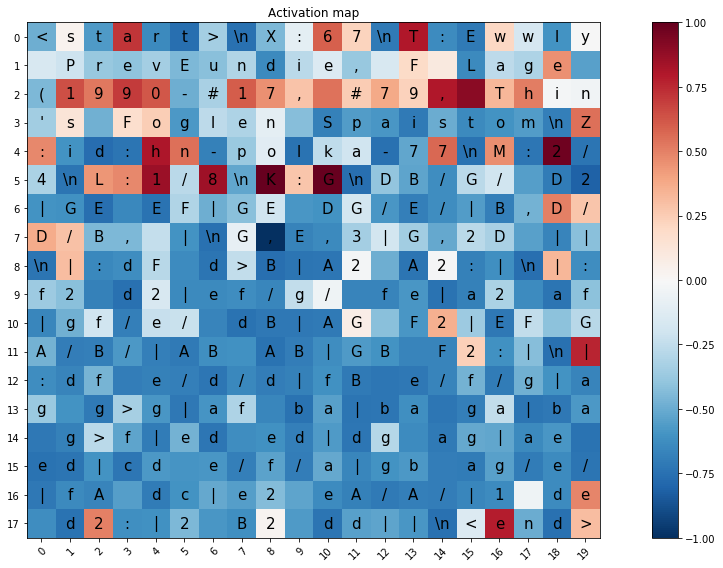 Activation map
0 < s t a r t > \n X : 6 7 \n T : E w w l y
1 P r e v E u n d i e , F L a g e
2 ( 1 9 9 0 - # 1 7 , # 7 9 , T h i n
3 ' s F o g l e n S p a i s t o m \n Z
4 : i d : h n - p o l k a - 7 7 \n M : 2 /
5 4 \n L : 1 / 8 \n K : G \n D B / G / D 2
6 | G E E F | G E D G / E / | B , D /
7 D / B , | \n G , E , 3 | G , 2 D | |
8 \n | : d F d > B | A 2 A 2 : | \n | :
9 f 2 d 2 | e f / g / f e | a 2 a f
10 | g f / e / d B | A G F 2 | E F G
11 A / B / | A B A B | G B F 2 : | \n |
12 : d f e / d / d | f B e / f / g | a
13 g g > g | a f b a | b a g a | b a
14 g > f | e d e d | d g a g | a e
15 e d | c d e / f / a | g b a g / e /
16 | f A d c | e 2 e A / A / | 1 d e
17 d 2 : | 2 B 2 d d | | \n < e n d >
0 1 2 3 4 5 6 7 8 9 10 11 12 13 14 15 16 17 18 19
1.00
0.75
0.50
0.25
0.00
−0.25
−0.50
−0.75
−1.00